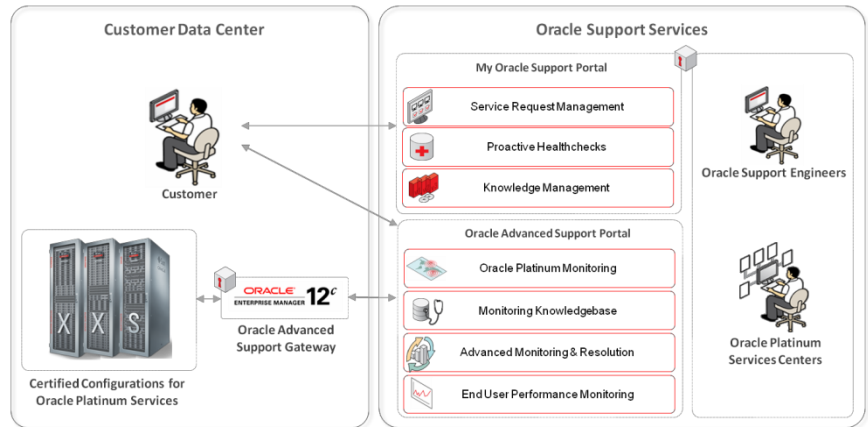 Customer Data Center
Customer
X X S
Certified Configurations for
Oracle Platinum Services
ORACLE
ENTERPRISE MANAGER 12c
Oracle Advanced
Support Gateway
Oracle Support Services
My Oracle Support Portal
Service Request Management
Proactive Healthchecks
Knowledge Management
Oracle Advanced Support Portal
Oracle Platinum Monitoring
Monitoring Knowledgebase
Advanced Monitoring & Resolution
End User Performance Monitoring
Oracle Support Engineers
Oracle Platinum
Services Centers